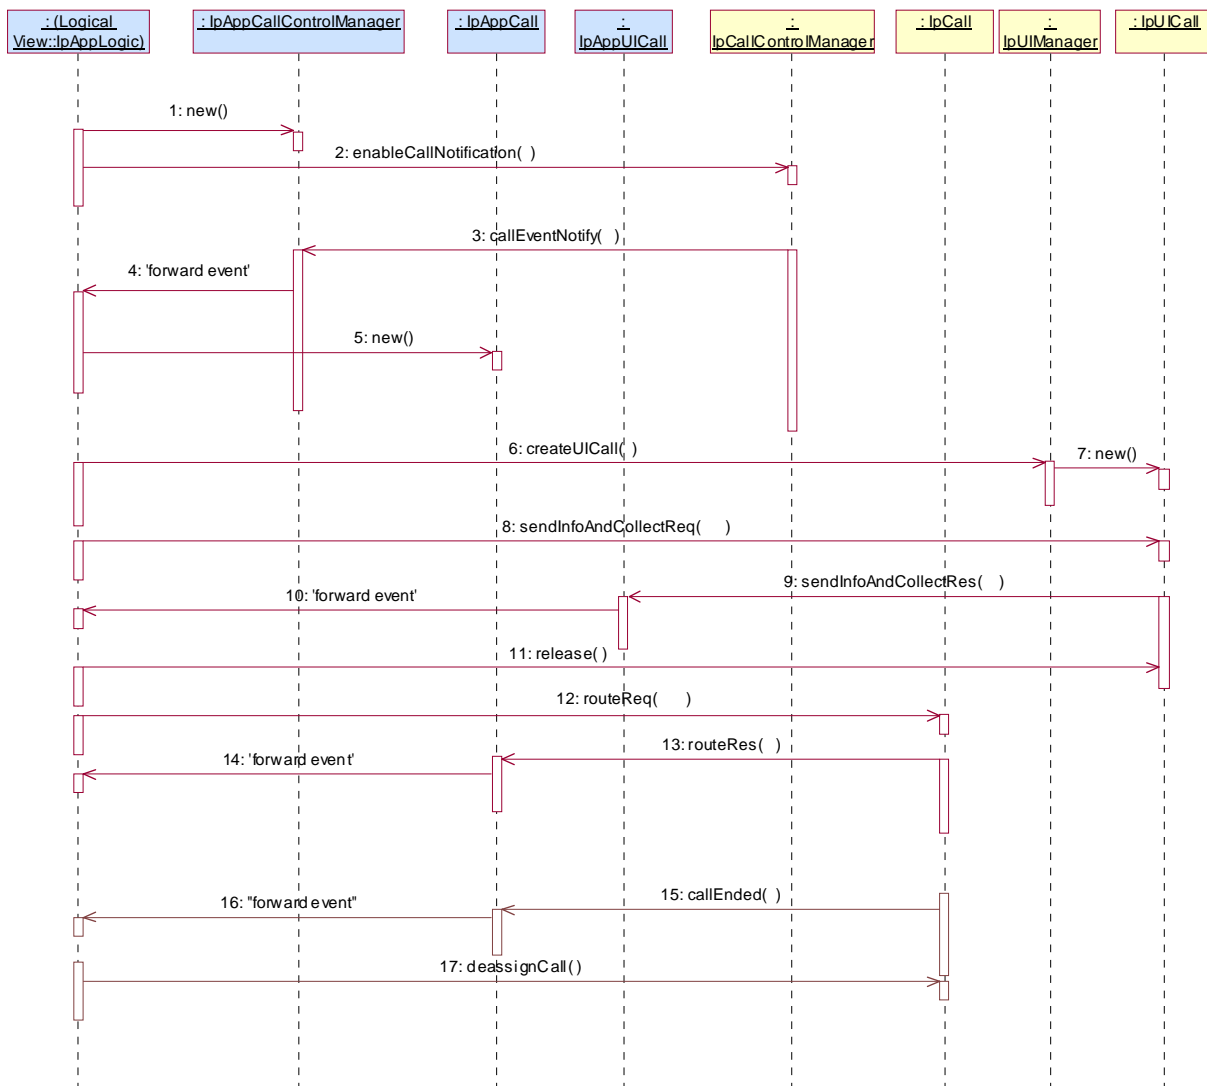 : (Logical
View::IpAppLogic)
: IpAppCallControlManager
: IpAppCall
:
IpAppUICall
:
IpCallControlManager
: IpCall
:
IpUIManager
: IpUICall
1: new()
2: enableCallNotification( )
3: callEventNotify( )
4: 'forward event'
5: new()
6: createUICall( )
7: new()
8: sendInfoAndCollectReq( )
9: sendInfoAndCollectRes( )
10: 'forward event'
11: release( )
12: routeReq( )
13: routeRes( )
14: 'forward event'
15: callEnded( )
16: "forward event"
17: deassignCall( )